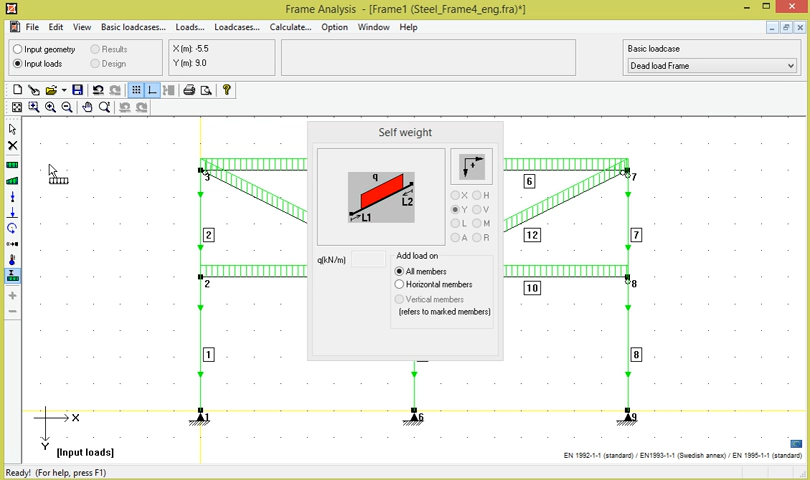 Frame Analysis - [Frame1 (Steel_Frame4_eng.fra)*]
File Edit View Basic loadcases... Loads... Loadcases... Calculate... Option Window Help
Input geometry
Results
Input loads
Design
X (m): -5.5
Y (m): 9.0
Basic loadcase
Dead load Frame
Self weight
q
L1
L2
X H
Y V
L M
A R
q(kN/m)
Add load on
All members
Horizontal members
Vertical members
(refers to marked members)
3
6
7
2
12
7
2
10
8
1
8
1
6
9
X
Y
[Input loads]
EN 1992-1-1 (standard) / EN1993-1-1 (Swedish annex) / EN 1995-1-1 (standard)
Ready! (For help, press F1)